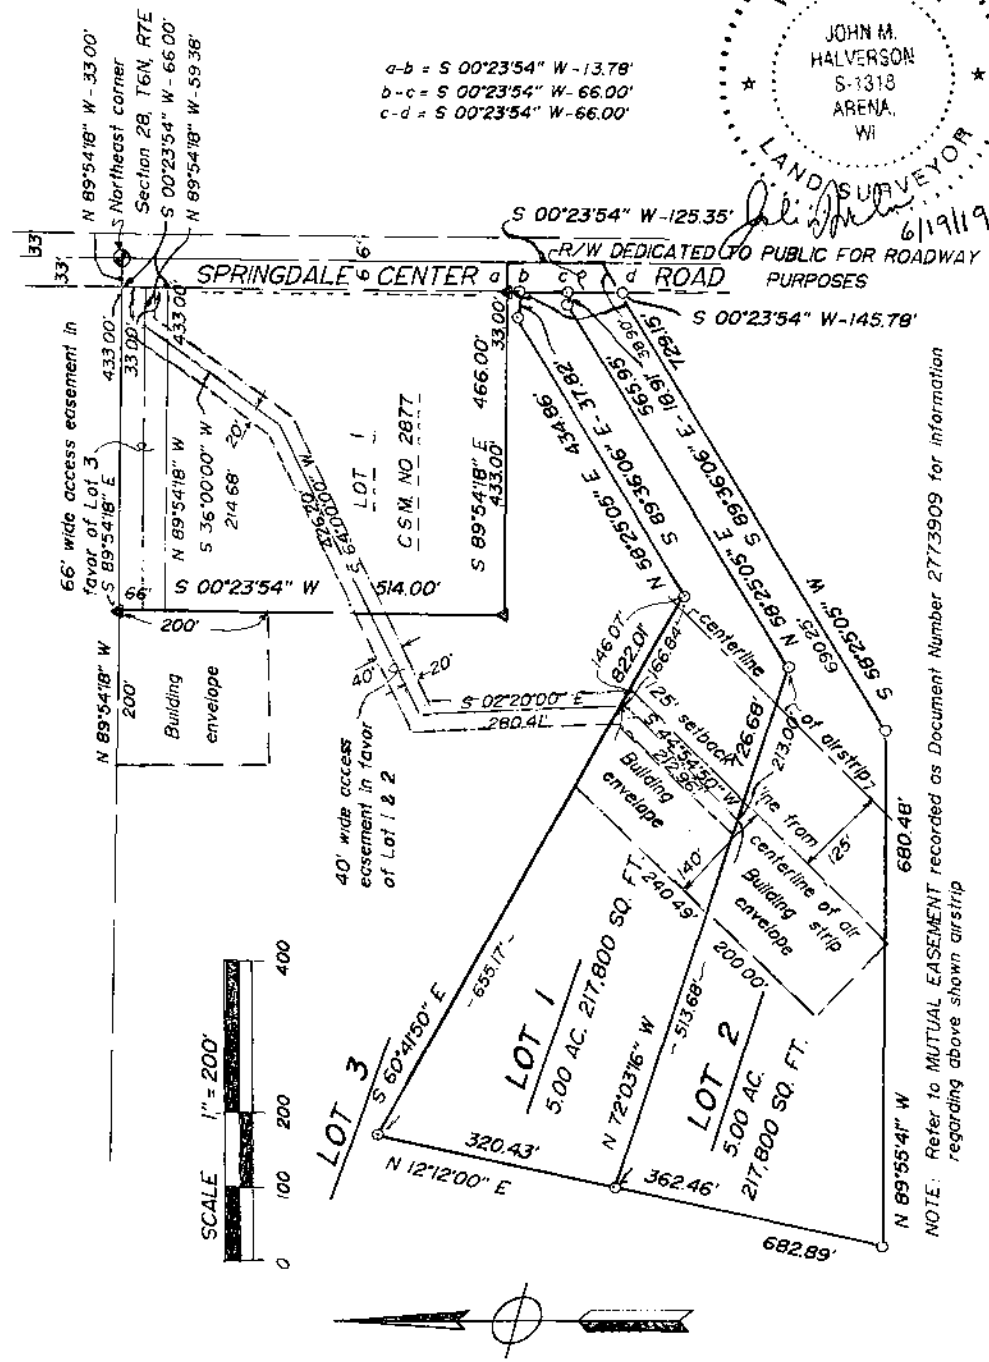 N 89°54'18" W - 33.00'
Northeast corner
Section 28, T6N, R7E
S 00°23'54" W - 66.00'
N 89°54'18" W - 59.38'
a-b = S 00°23'54" W - 13.78'
b-c = S 00°23'54" W - 66.00'
c-d = S 00°23'54" W - 66.00'
JOHN M.
HALVERSON
S-1318
ARENA,
WI
LAND SURVEYOR
6/19/19
S 00°23'54" W - 125.35'
R/W DEDICATED TO PUBLIC FOR ROADWAY
PURPOSES
33'
33'
66'
SPRINGDALE CENTER ROAD
a
b
c
d
S 00°23'54" W - 145.78'
433.00'
33.00'
433.00'
33.00'
66' wide access easement in
favor of Lot 3
S 89°54'18" E
N 89°54'18" W
S 36°00'00" W
214.68'
20'
426.20'
S 64°00'00" W
LOT 1
CSM. NO 2877
S 89°54'18" E 466.00'
433.00'
66'
S 00°23'54" W 514.00'
200'
N 89°54'18" W
200'
Building
envelope
40'
20'
S 02°20'00" E
280.41'
40' wide access
easement in favor
of Lot 1 & 2
N 58°25'05" E 434.86'
S 89°36'06" E - 37.82'
N 58°25'05" E 565.95'
38.90'
S 89°36'06" E - 18.91'
729.15'
S 58°25'05" W
690.25'
146.07'
822.01'
166.84'
125' setback line from
centerline of air
strip
S 44°54'50" W
212.96'
726.68'
213.00'
centerline of airstrip
125'
Building
envelope
140'
240.49'
Building
envelope
200.00'
680.48'
N 89°55'41" W
S 60°41'50" E
- 655.17' -
LOT 3
LOT 1
5.00 AC. 217,800 SQ. FT.
N 72°03'16" W
- 513.68' -
LOT 2
5.00 AC.
217,800 SQ. FT.
320.43'
N 12°12'00" E
362.46'
682.89'
SCALE 1" = 200'
0 100 200 400
NOTE: Refer to MUTUAL EASEMENT recorded as Document Number 2773909 for information
regarding above shown airstrip